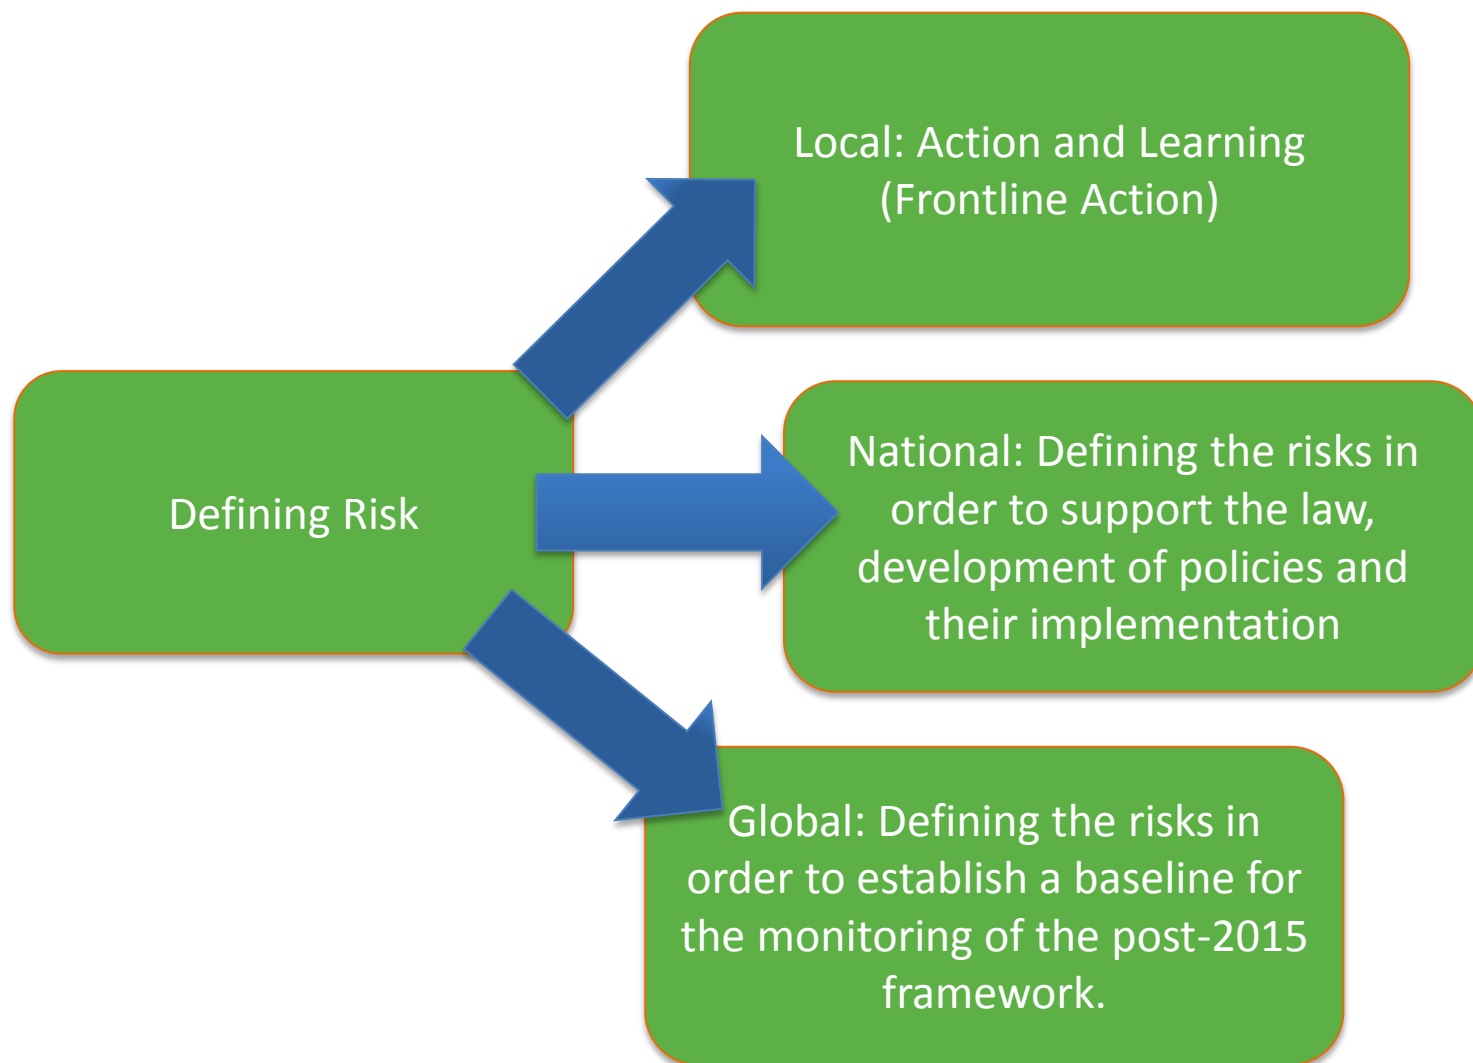 Local: Action and Learning
(Frontline Action)
Defining Risk
National: Defining the risks in
order to support the law,
development of policies and
their implementation
Global: Defining the risks in
order to establish a baseline for
the monitoring of the post-2015
framework.